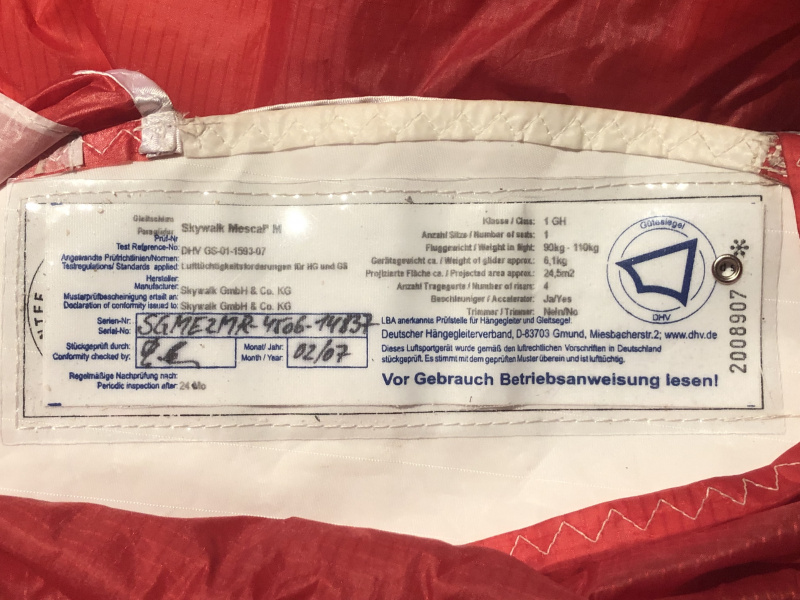 Gleitschirm
Paraglider: Skywalk Mescal² M
Prüf-Nr
Test Reference-No: DHV GS-01-1593-07
Angewandte Prüfrichtlinien/Normen:
Testregulations/ Standards applied: Lufttüchtigkeitsforderungen für HG und GS
Hersteller:
Manufacturer: Skywalk GmbH & Co. KG
Musterprüfbescheinigung erteilt an:
Declaration of conformity issued to: Skywalk GmbH & Co. KG
Serien-Nr:
Serial-No:
Stückgeprüft durch:
Conformity checked by:
Monat/ Jahr:
Month / Year: 02/07
Regelmäßige Nachprüfung nach:
Periodic inspection after: 24 Mo
Klasse / Class: 1 GH
Anzahl Sitze / Number of seats: 1
Fluggewicht / Weight in flight: 90kg - 110kg
Gerätegewicht ca. / Weight of glider approx.: 6,1kg
Projizierte Fläche ca. / Projected area approx.: 24,5m2
Anzahl Tragegurte / Number of risers: 4
Beschleuniger / Accelerator: Ja/Yes
Trimmer / Trimmer: Nein/No
LBA anerkannte Prüfstelle für Hängegleiter und Gleitsegel.
Deutscher Hängegleiterverband, D-83703 Gmund, Miesbacherstr.2; www.dhv.de
Dieses Luftsportgerät wurde gemäß den luftrechtlichen Vorschriften in Deutschland
stückgeprüft. Es stimmt mit dem geprüften Muster überein und ist lufttüchtig.
Vor Gebrauch Betriebsanweisung lesen!
Gütesiegel
DHV
2008907 *